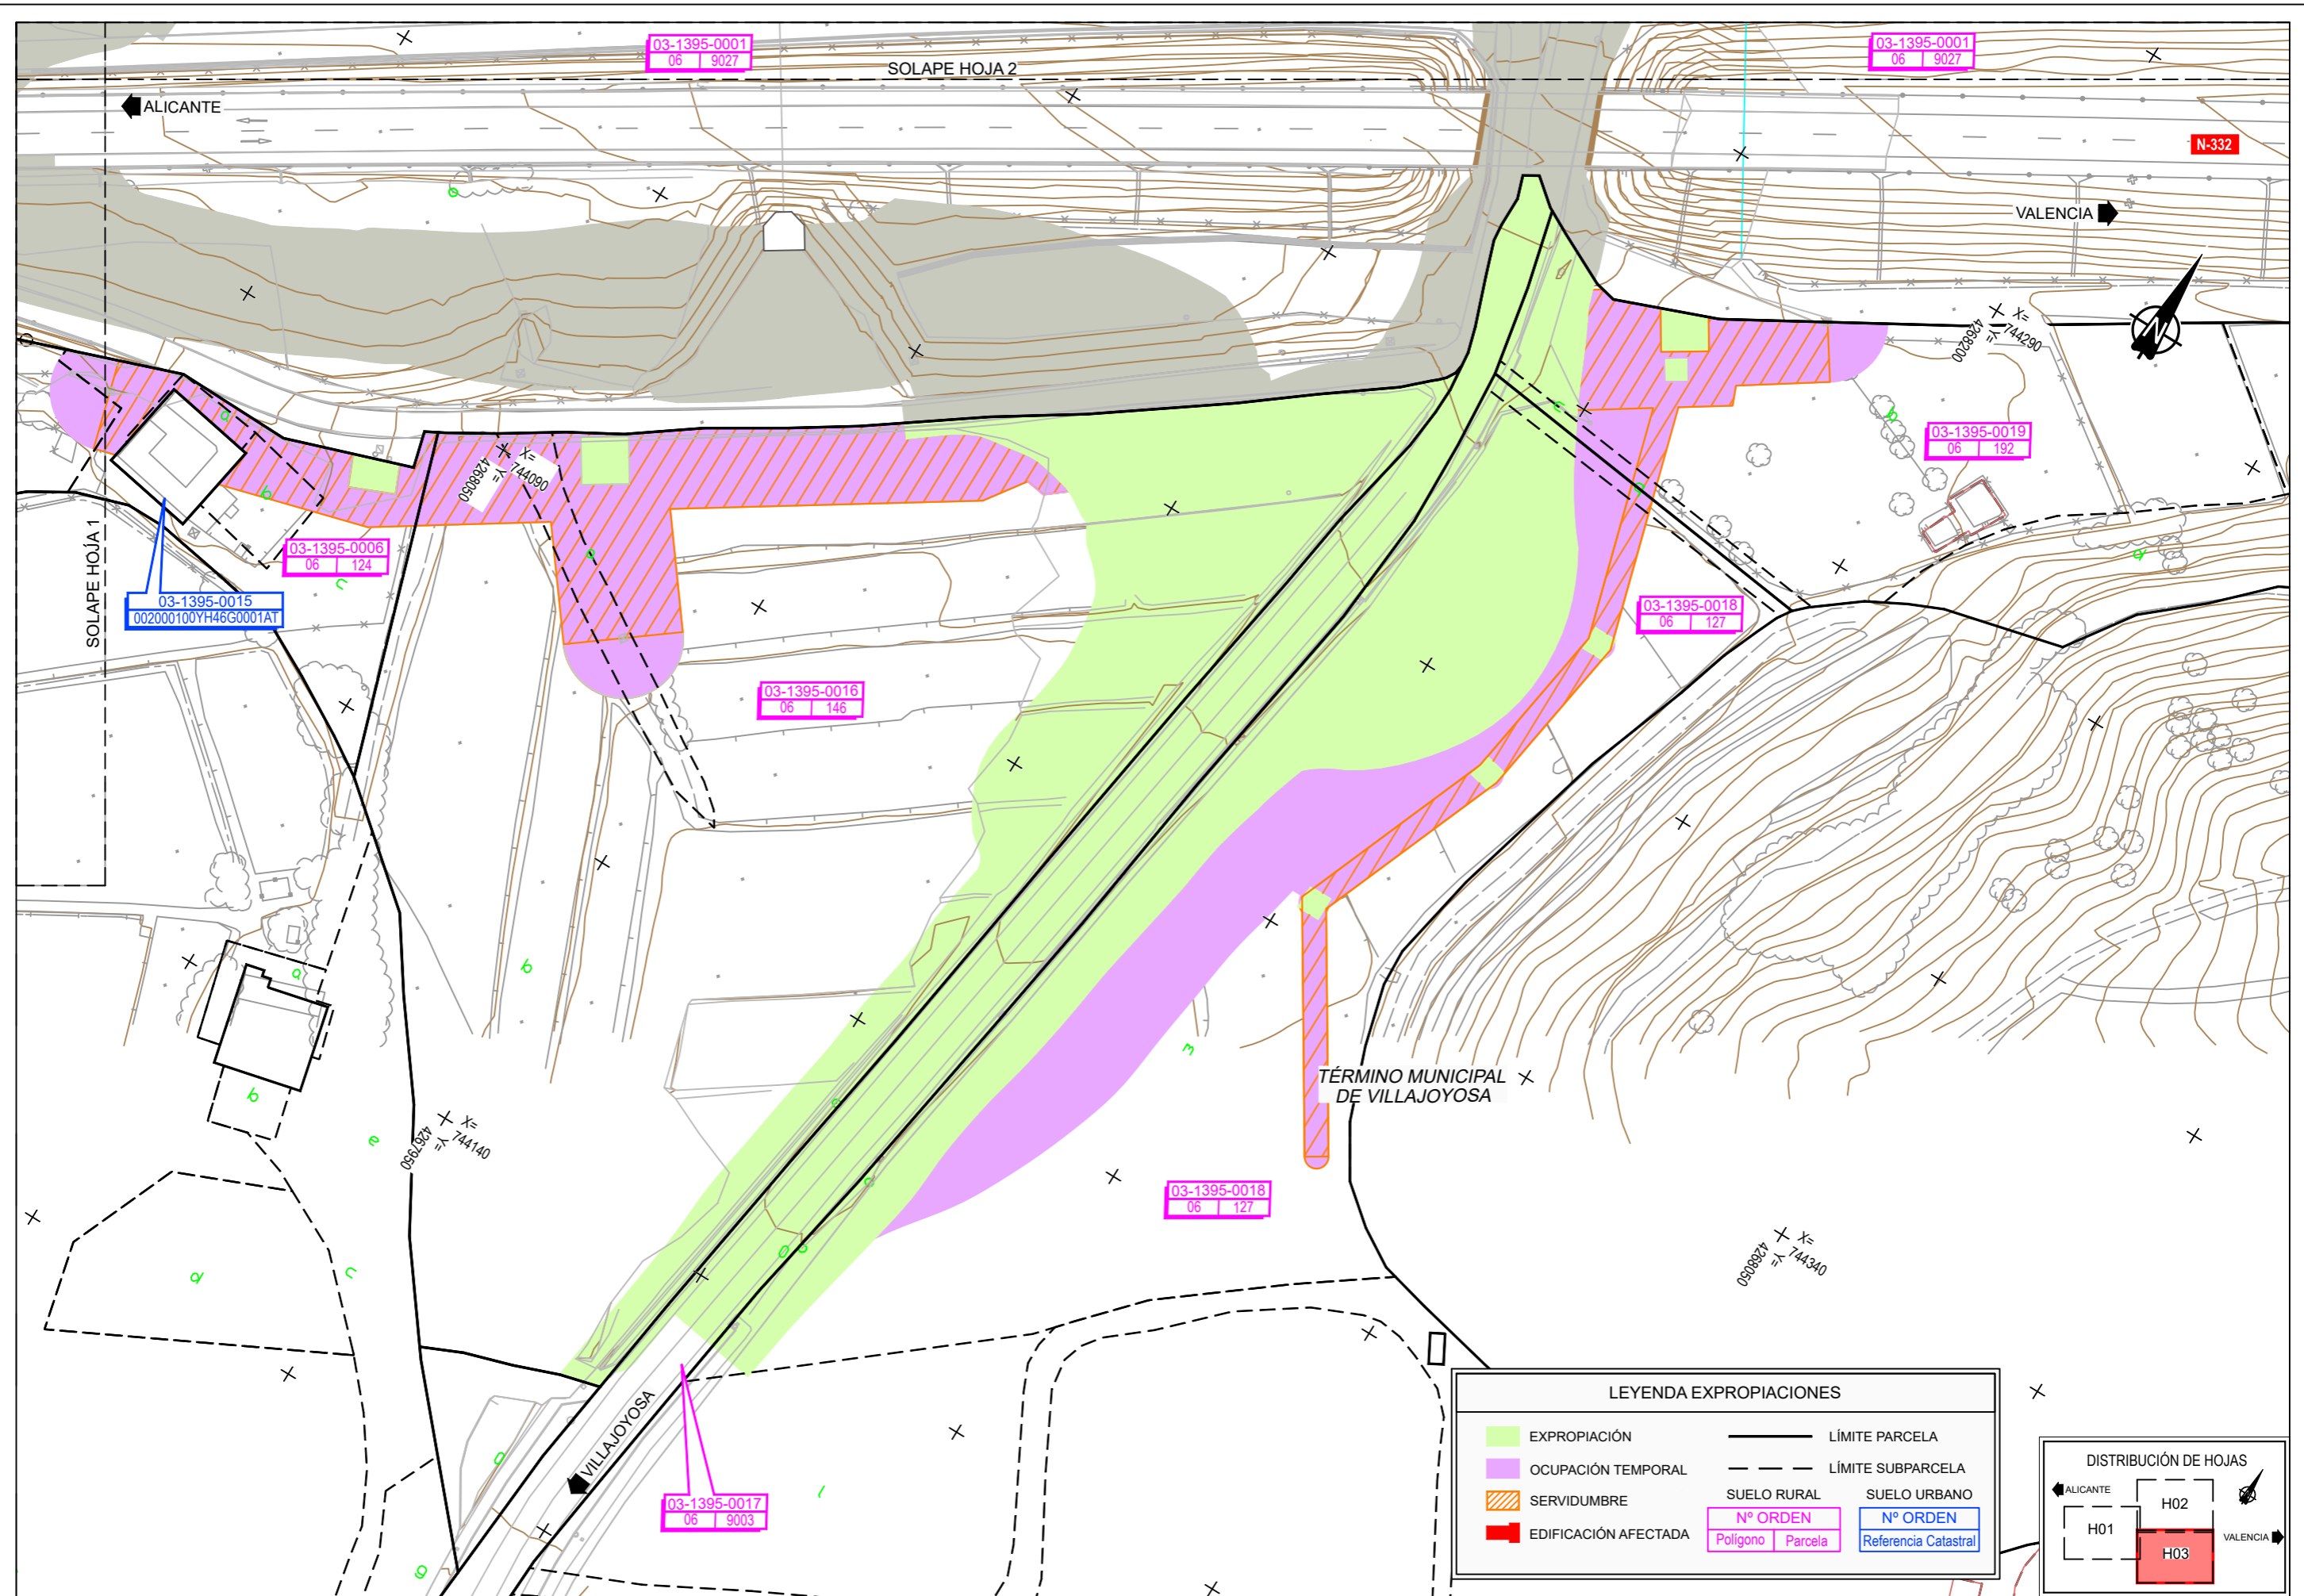 03-1395-0001
06 9027
SOLAPE HOJA 2
03-1395-0001
06 9027
ALICANTE
N-332
VALENCIA
X= 744290
Y= 4268200
X= 744090
Y= 4268050
03-1395-0019
06 192
SOLAPE HOJA 1
03-1395-0006
06 124
03-1395-0015
002000100YH46G0001AT
03-1395-0018
06 127
03-1395-0016
06 146
TÉRMINO MUNICIPAL
DE VILLAJOYOSA
X= 744140
Y= 4267950
03-1395-0018
06 127
X= 744340
Y= 4268050
VILLAJOYOSA
03-1395-0017
06 9003
LEYENDA EXPROPIACIONES
EXPROPIACIÓN
LÍMITE PARCELA
OCUPACIÓN TEMPORAL
LÍMITE SUBPARCELA
SERVIDUMBRE
SUELO RURAL
SUELO URBANO
EDIFICACIÓN AFECTADA
Nº ORDEN
Polígono Parcela
Nº ORDEN
Referencia Catastral
DISTRIBUCIÓN DE HOJAS
ALICANTE
H02
H01
VALENCIA
H03